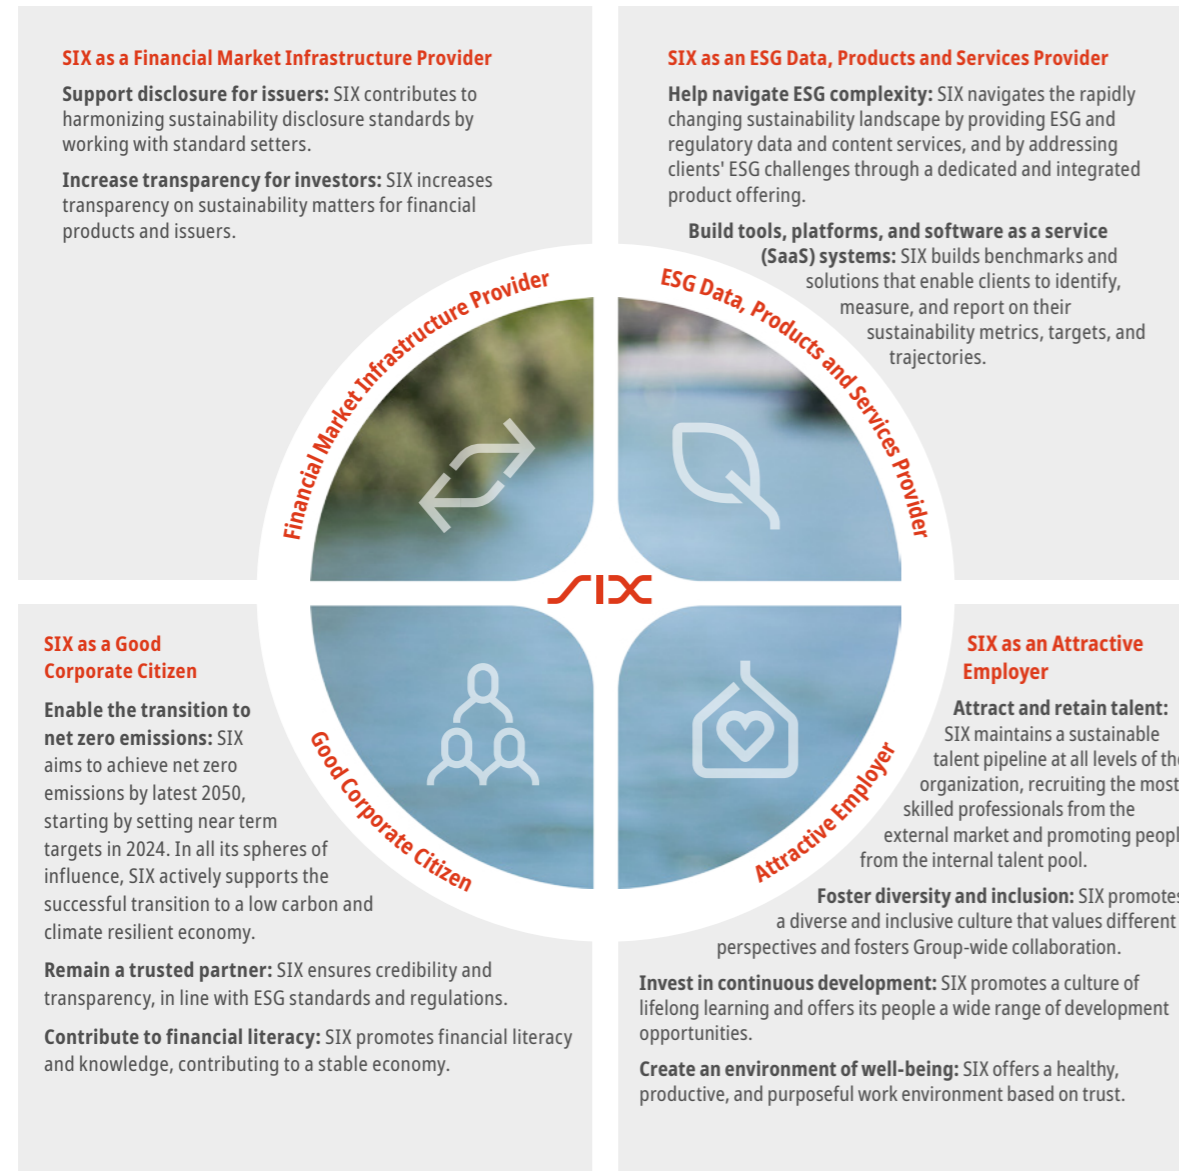 SIX as a Financial Market Infrastructure Provider
Support disclosure for issuers: SIX contributes to
harmonizing sustainability disclosure standards by
working with standard setters.
Increase transparency for investors: SIX increases
transparency on sustainability matters for financial
products and issuers.
SIX as an ESG Data, Products and Services Provider
Help navigate ESG complexity: SIX navigates the rapidly
changing sustainability landscape by providing ESG and
regulatory data and content services, and by addressing
clients' ESG challenges through a dedicated and integrated
product offering.
Build tools, platforms, and software as a service
(SaaS) systems: SIX builds benchmarks and
solutions that enable clients to identify,
measure, and report on their
sustainability metrics, targets, and
trajectories.
Financial Market Infrastructure Provider
ESG Data, Products and Services Provider
SIX
Good Corporate Citizen
Attractive Employer
SIX as a Good
Corporate Citizen
Enable the transition to
net zero emissions: SIX
aims to achieve net zero
emissions by latest 2050,
starting by setting near term
targets in 2024. In all its spheres of
influence, SIX actively supports the
successful transition to a low carbon and
climate resilient economy.
Remain a trusted partner: SIX ensures credibility and
transparency, in line with ESG standards and regulations.
Contribute to financial literacy: SIX promotes financial literacy
and knowledge, contributing to a stable economy.
SIX as an Attractive
Employer
Attract and retain talent:
SIX maintains a sustainable
talent pipeline at all levels of the
organization, recruiting the most
skilled professionals from the
external market and promoting peopl
from the internal talent pool.
Foster diversity and inclusion: SIX promotes
a diverse and inclusive culture that values different
perspectives and fosters Group-wide collaboration.
Invest in continuous development: SIX promotes a culture of
lifelong learning and offers its people a wide range of development
opportunities.
Create an environment of well-being: SIX offers a healthy,
productive, and purposeful work environment based on trust.